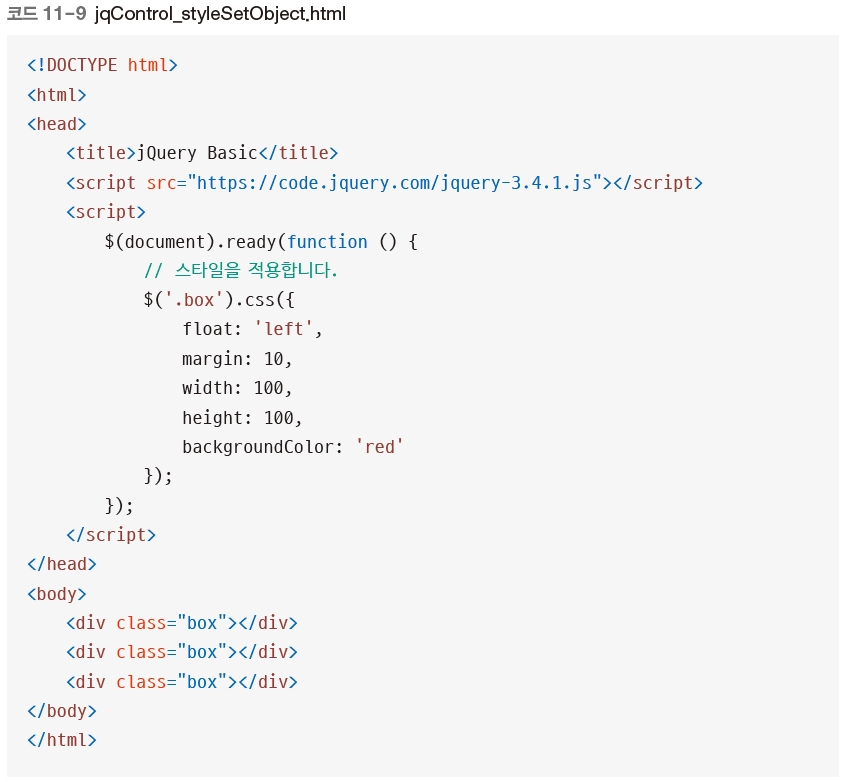 코드 11-9 jqControl_styleSetObject.html
<!DOCTYPE html>
<html>
<head>
    <title>jQuery Basic</title>
    <script src="https://code.jquery.com/jquery-3.4.1.js"></script>
    <script>
        $(document).ready(function () {
            // 스타일을 적용합니다.
            $('.box').css({
                float: 'left',
                margin: 10,
                width: 100,
                height: 100,
                backgroundColor: 'red'
            });
        });
    </script>
</head>
<body>
    <div class="box"></div>
    <div class="box"></div>
    <div class="box"></div>
</body>
</html>